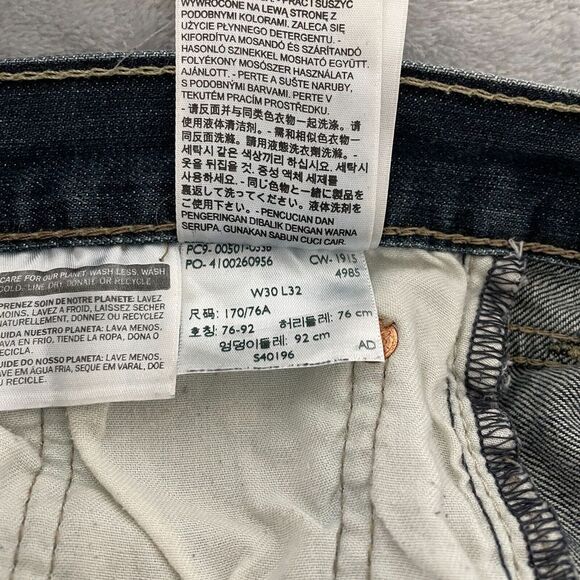 WYWRÓCONE NA LEWĄ STRONĘ Z
PODOBNYMI KOLORAMI. UŻYWAĆ
PŁYNNEGO DETERGENTU. -
KIFORDÍTVA MOSANDÓ ÉS SZÁRÍTANDÓ
HASONLÓ SZINEKKEL MOSHATÓ EGYÜTT.
FOLYÉKONY MOSÓSZER HASZNÁLATA
AJÁNLOTT. - PERTE A SUŠTE NARUBY,
S PODOBNÝMI BARVAMI. PERTE V
TEKUTÉM PRACÍM PROSTŘEDKU.
- 请反面并与同类色衣物一起洗涤。请
使用液体清洁剂。- 需和相似色衣物一
同反面洗滌。請用液態洗衣劑洗滌。-
세탁시 같은 색상끼리 하십시요. 세탁시
옷을 뒤집을 것. 중성 액체 세제를
사용하세요. - 同じ色衣類と一緒に製品を
裏返して洗ってください。液体洗剤をご
使用下さい。- PENCUCIAN DAN
PENGERINGAN DIBALIK DENGAN WARNA
SERUPA. GUNAKAN SABUN CUCI CAIR.
PC9- 00501-0336
PO- 4100260956
CW- 1915
4985
W30 L32
尺码: 170/76A
호칭: 76-92 허리둘레: 76 cm
엉덩이둘레: 92 cm
S40196
AD
CARE FOR OUR PLANET: WASH LESS, WASH
COLD, LINE DRY, DONATE OR RECYCLE
PRENEZ SOIN DE NOTRE PLANETE: LAVEZ
MOINS, LAVEZ A FROID, LAISSEZ SECHER
NATURELLEMENT, DONNEZ OU RECYCLEZ
CUIDA NUESTRO PLANETA: LAVA MENOS,
LAVA EN FRIO, TIENDE LA ROPA, DONA O
RECICLE.
CUIDE DO NOSSO PLANETA: LAVA MENOS,
LAVE EM ÁGUA FRIA, SEQUE EM VARAL, DOE
OU RECICLE.